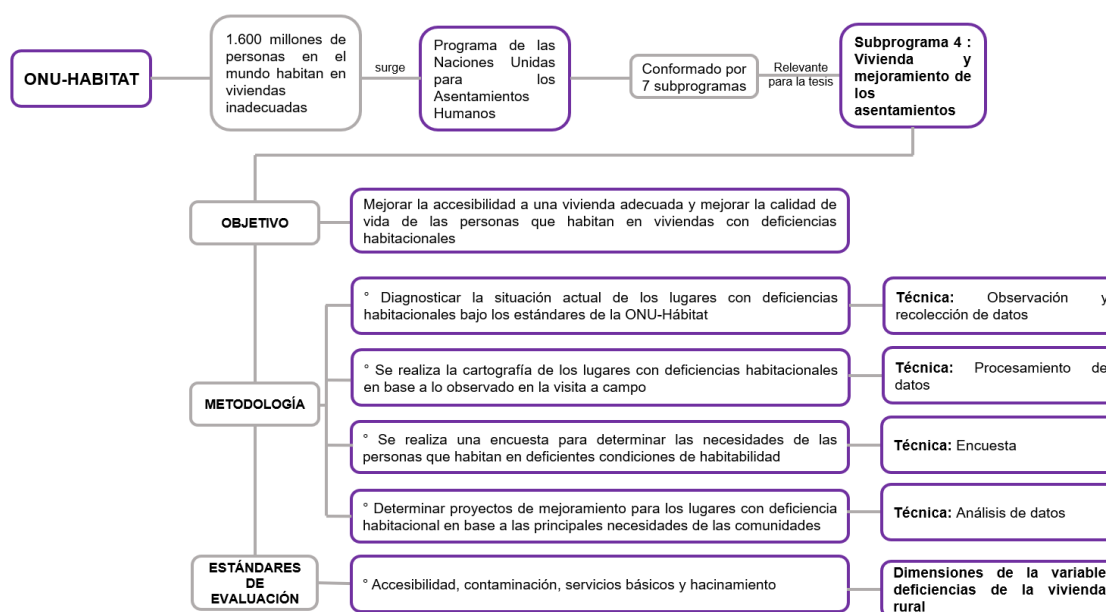 ONU-HABITAT
1.600 millones de
personas en el
mundo habitan en
viviendas
inadecuadas
surge
Programa de las
Naciones Unidas
para los
Asentamientos
Humanos
Conformado por
7 subprogramas
Relevante
para la tesis
Subprograma 4 :
Vivienda y
mejoramiento de
los
asentamientos
OBJETIVO
Mejorar la accesibilidad a una vivienda adecuada y mejorar la calidad de
vida de las personas que habitan en viviendas con deficiencias
habitacionales
METODOLOGÍA
° Diagnosticar la situación actual de los lugares con deficiencias
habitacionales bajo los estándares de la ONU-Hábitat
Técnica: Observación y
recolección de datos
° Se realiza la cartografía de los lugares con deficiencias habitacionales
en base a lo observado en la visita a campo
Técnica: Procesamiento de
datos
° Se realiza una encuesta para determinar las necesidades de las
personas que habitan en deficientes condiciones de habitabilidad
Técnica: Encuesta
° Determinar proyectos de mejoramiento para los lugares con deficiencia
habitacional en base a las principales necesidades de las comunidades
Técnica: Análisis de datos
ESTÁNDARES
DE
EVALUACIÓN
° Accesibilidad, contaminación, servicios básicos y hacinamiento
Dimensiones de la variable
deficiencias de la vivienda
rural